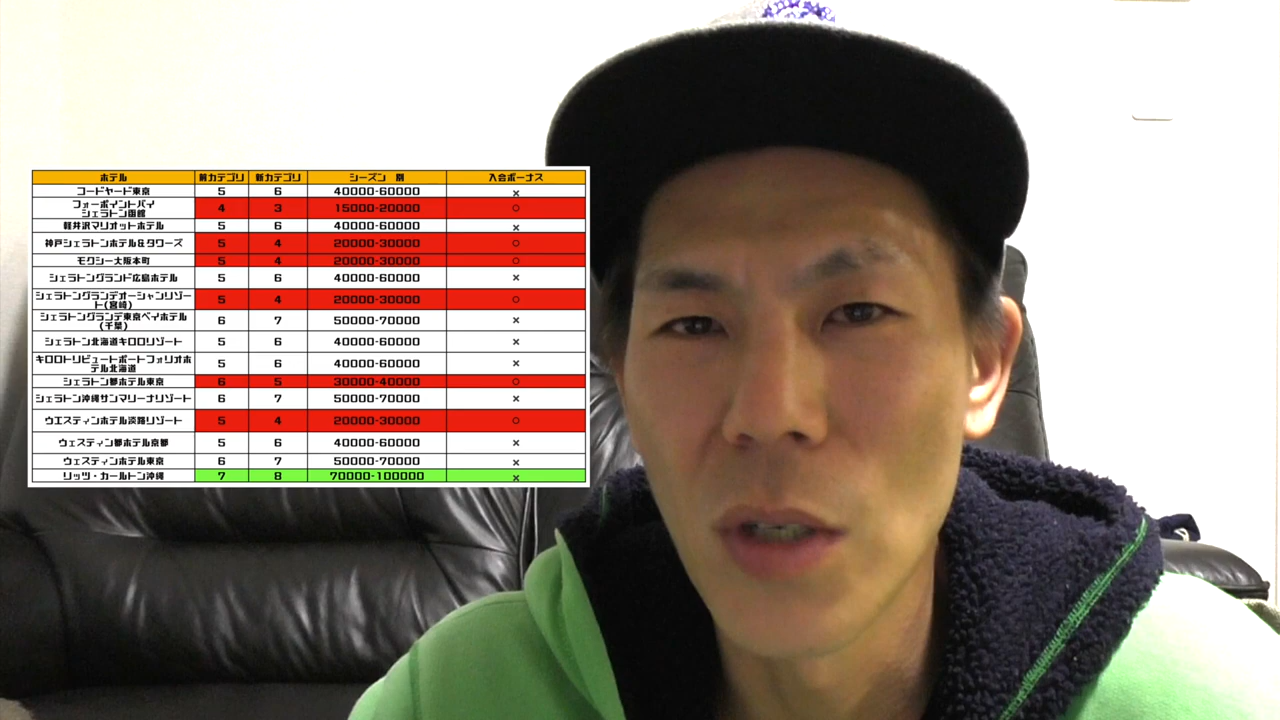 ホテル 前カテゴリ 新カテゴリ シーズン 別 入会ボーナス
コードヤード東京 5 6 40000-60000 ×
フォーポイントバイ
シェラトン函館 4 3 15000-20000 ○
軽井沢マリオットホテル 5 6 40000-60000 ×
神戸シェラトンホテル&タワーズ 5 4 20000-30000 ○
モクシー大阪本町 5 4 20000-30000 ○
シェラトングランド広島ホテル 5 6 40000-60000 ×
シェラトングランデオーシャンリゾー
ト(宮崎) 5 4 20000-30000 ○
シェラトングランデ東京ベイホテル
(千葉) 6 7 50000-70000 ×
シェラトン北海道キロロリゾート 5 6 40000-60000 ×
キロロトリビュートポートフォリオホ
テル北海道 5 6 40000-60000 ×
シェラトン都ホテル東京 6 5 30000-40000 ○
シェラトン沖縄サンマリーナリゾート 6 7 50000-70000 ×
ウエスティンホテル淡路リゾート 5 4 20000-30000 ○
ウェスティン都ホテル京都 5 6 40000-60000 ×
ウェスティンホテル東京 6 7 50000-70000 ×
リッツ・カールトン沖縄 7 8 70000-100000 ×